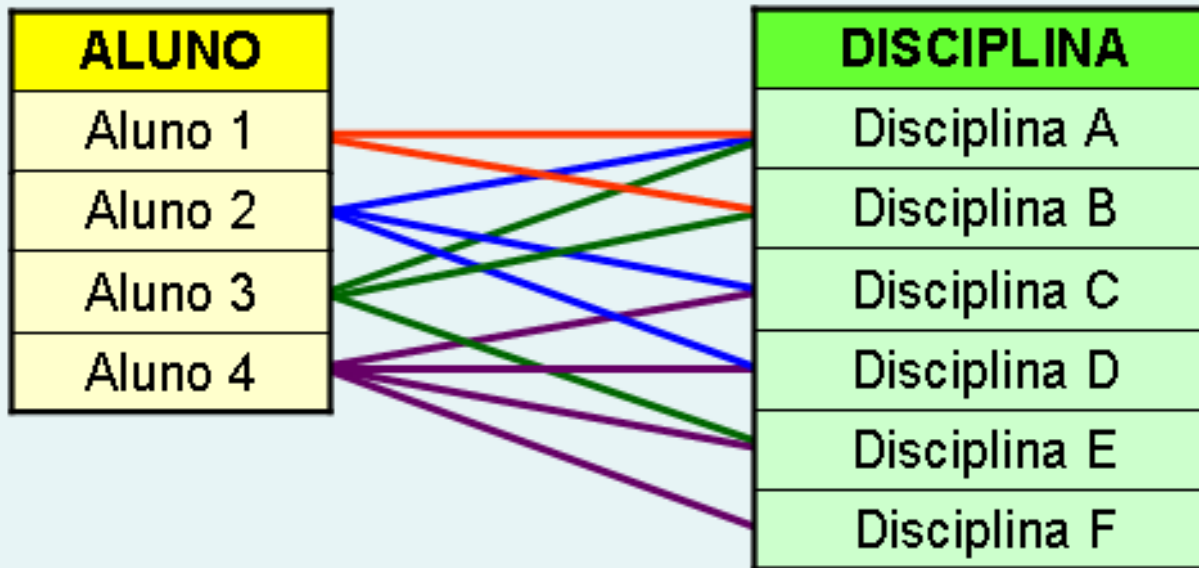 ALUNO
Aluno 1
Aluno 2
Aluno 3
Aluno 4
DISCIPLINA
Disciplina A
Disciplina B
Disciplina C
Disciplina D
Disciplina E
Disciplina F